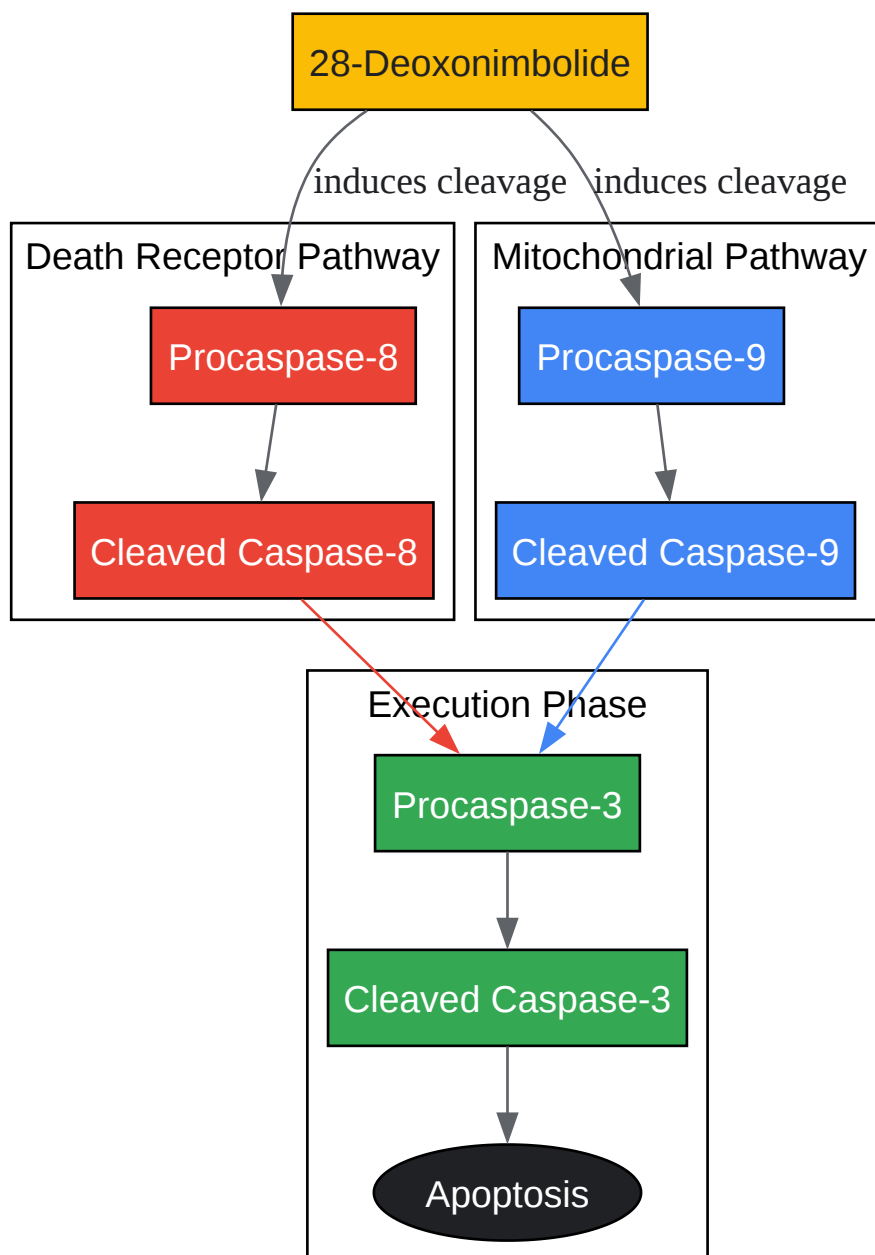 28-Deoxonimbolide
induces cleavage
induces cleavage
Death Receptor Pathway
Mitochondrial Pathway
Procaspase-8
Procaspase-9
Cleaved Caspase-8
Cleaved Caspase-9
Execution Phase
Procaspase-3
Cleaved Caspase-3
Apoptosis